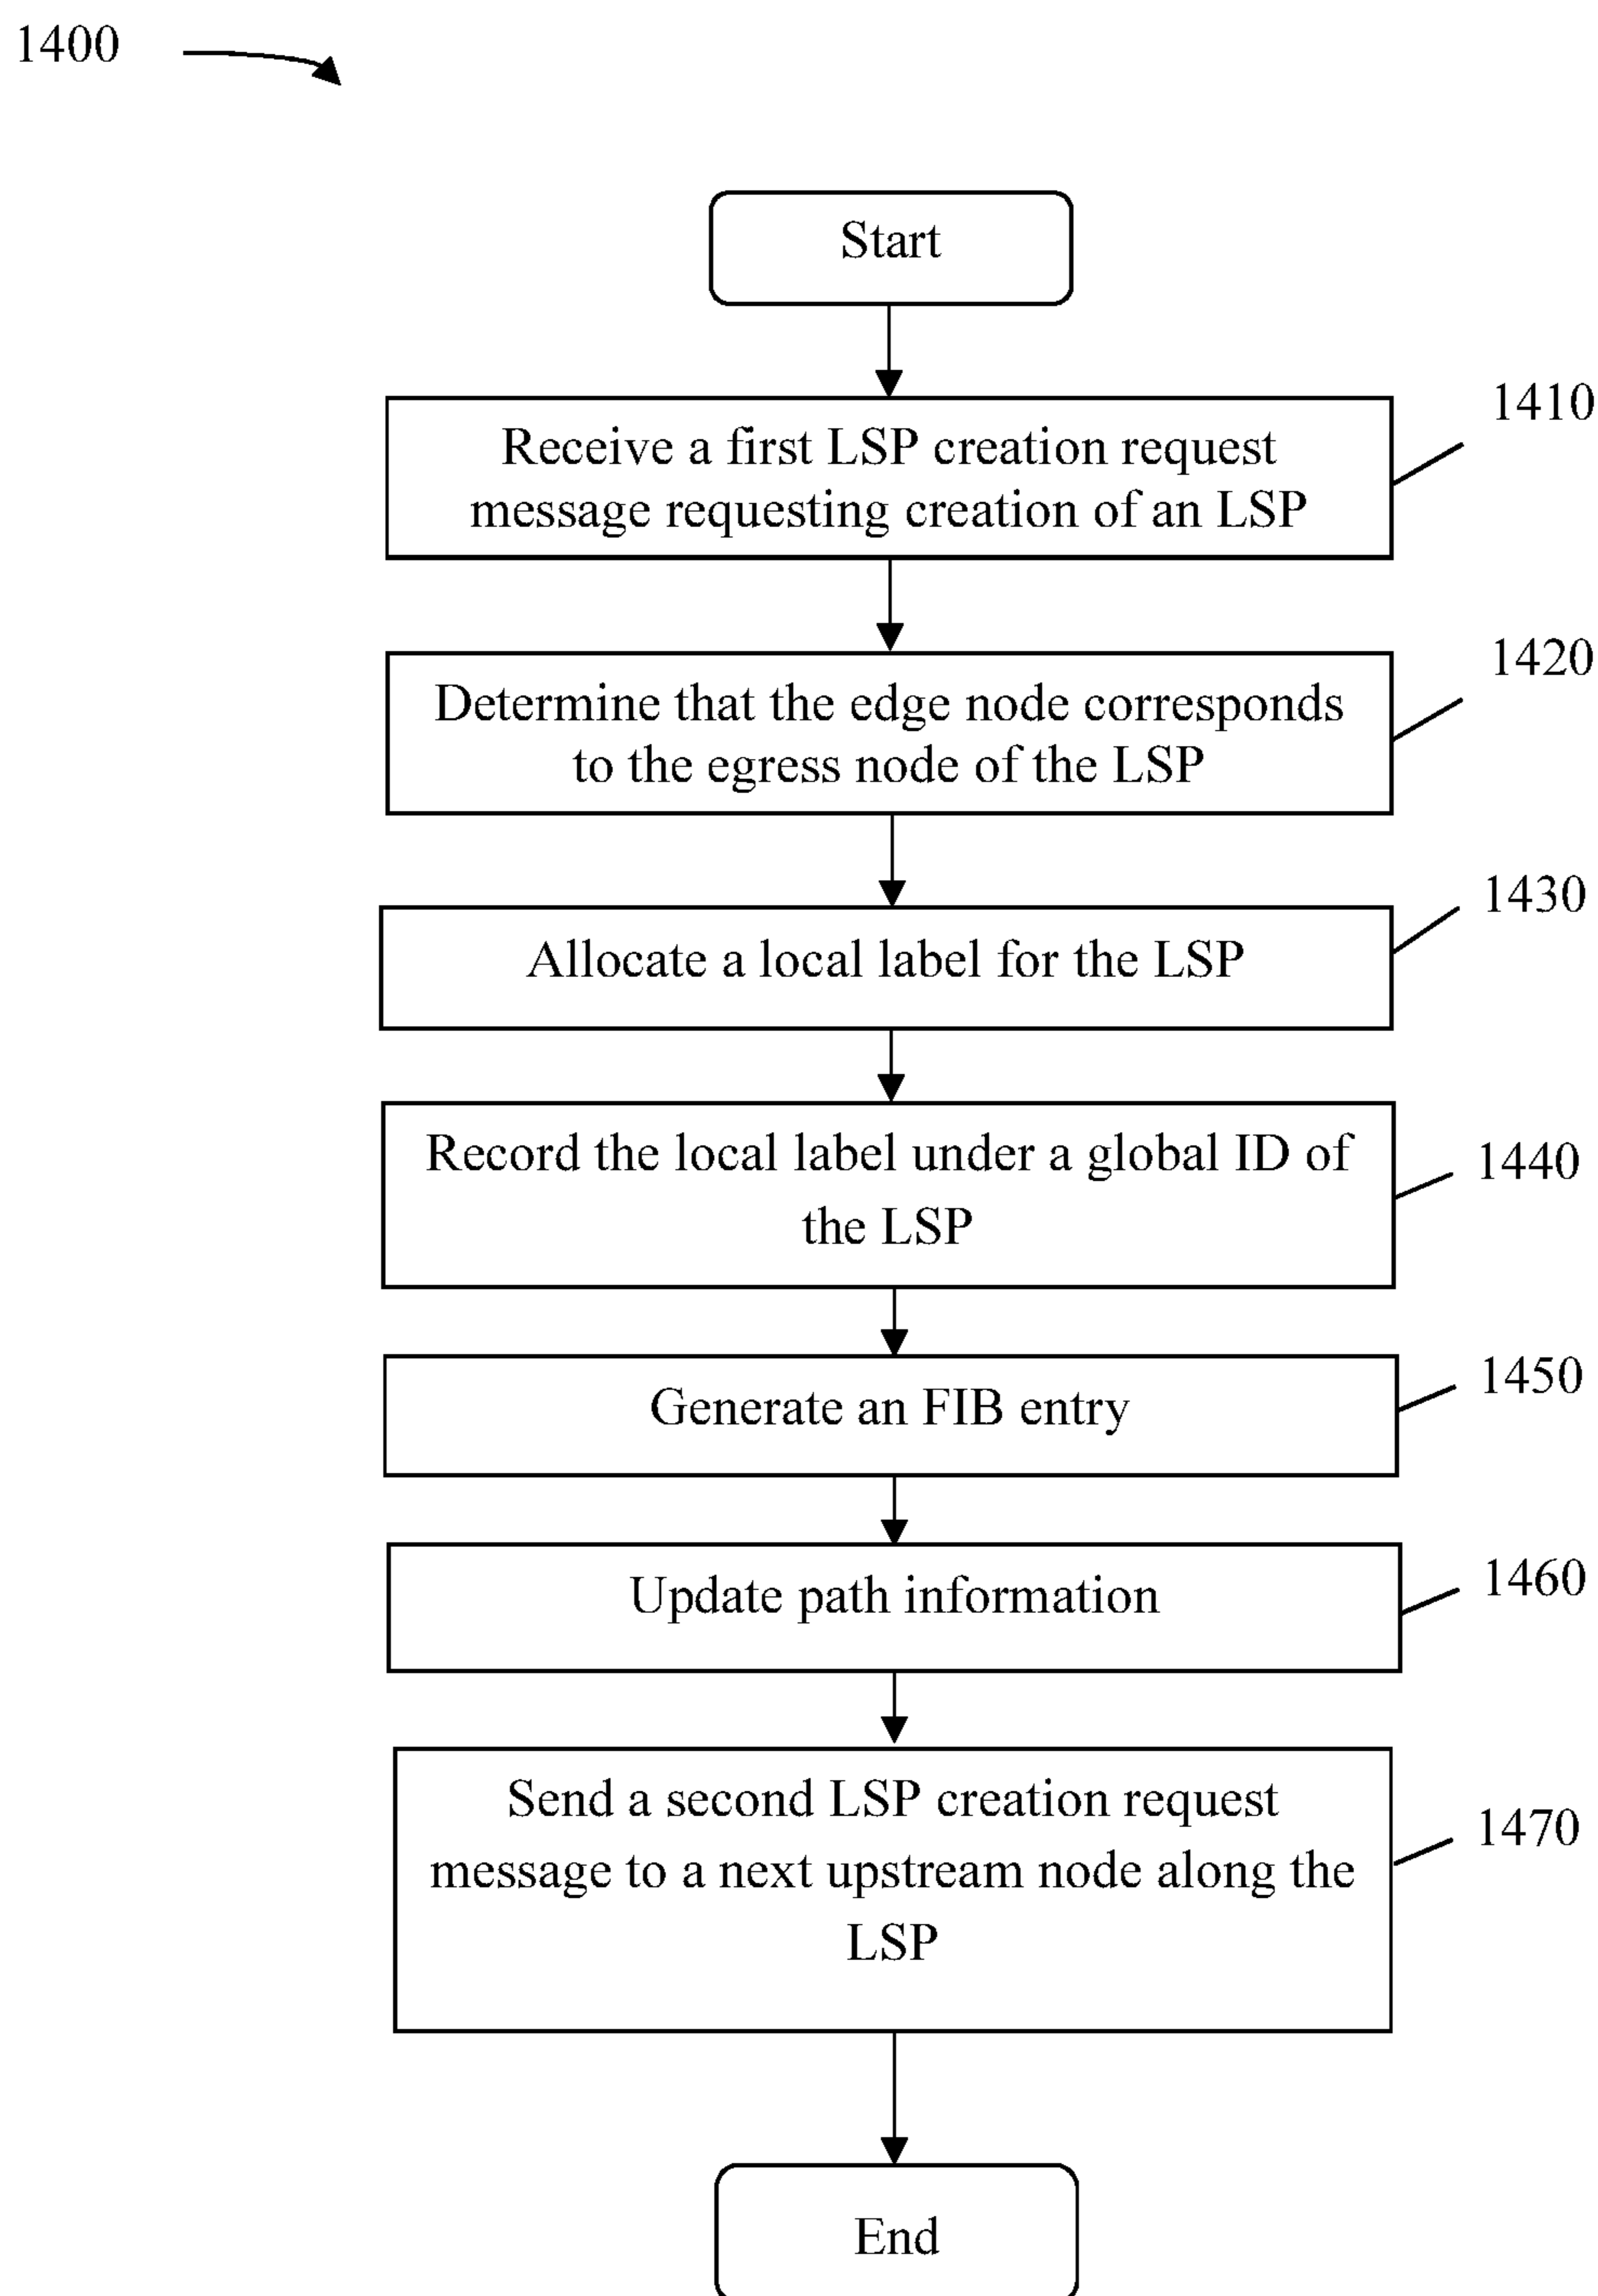 1400
Start
1410
Receive a first LSP creation request
message requesting creation of an LSP
1420
Determine that the edge node corresponds
to the egress node of the LSP
1430
Allocate a local label for the LSP
1440
Record the local label under a global ID of
the LSP
1450
Generate an FIB entry
1460
Update path information
1470
Send a second LSP creation request
message to a next upstream node along the
LSP
End